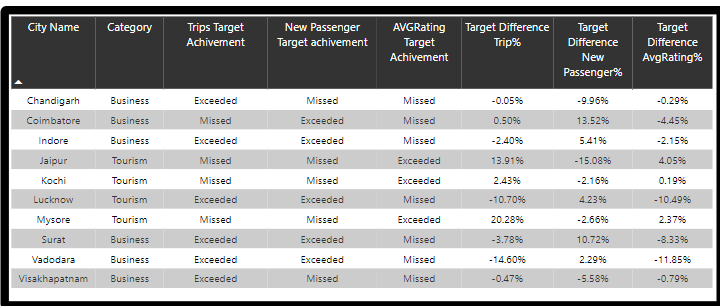 City Name Category Trips Target Achivement New Passenger Target achivement AVGRating Target Achivement Target Difference Trip% Target Difference New Passenger% Target Difference AvgRating%
Chandigarh Business Exceeded Missed Missed -0.05% -9.96% -0.29%
Coimbatore Business Missed Exceeded Missed 0.50% 13.52% -4.45%
Indore Business Exceeded Exceeded Missed -2.40% 5.41% -2.15%
Jaipur Tourism Missed Missed Exceeded 13.91% -15.08% 4.05%
Kochi Tourism Missed Missed Exceeded 2.43% -2.16% 0.19%
Lucknow Tourism Exceeded Exceeded Missed -10.70% 4.23% -10.49%
Mysore Tourism Missed Missed Exceeded 20.28% -2.66% 2.37%
Surat Business Exceeded Exceeded Missed -3.78% 10.72% -8.33%
Vadodara Business Exceeded Exceeded Missed -14.60% 2.29% -11.85%
Visakhapatnam Business Exceeded Missed Missed -0.47% -5.58% -0.79%